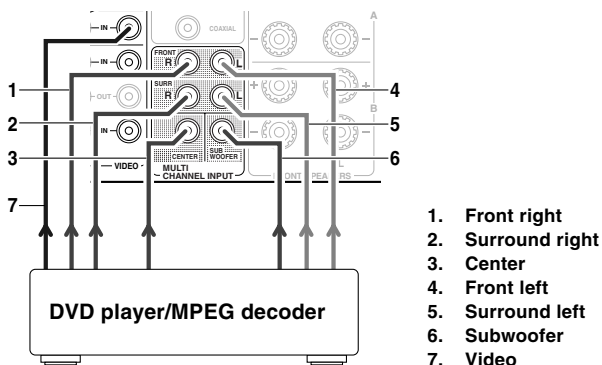 IN
COAXIAL
A
FRONT
R L
IN
SURR
R L
OUT
B
IN
CENTER
SUB WOOFER
VIDEO
MULTI CHANNEL INPUT
L
FRONT SPEAKERS
1
2
3
7
4
5
6
DVD player/MPEG decoder
1. Front right
2. Surround right
3. Center
4. Front left
5. Surround left
6. Subwoofer
7. Video